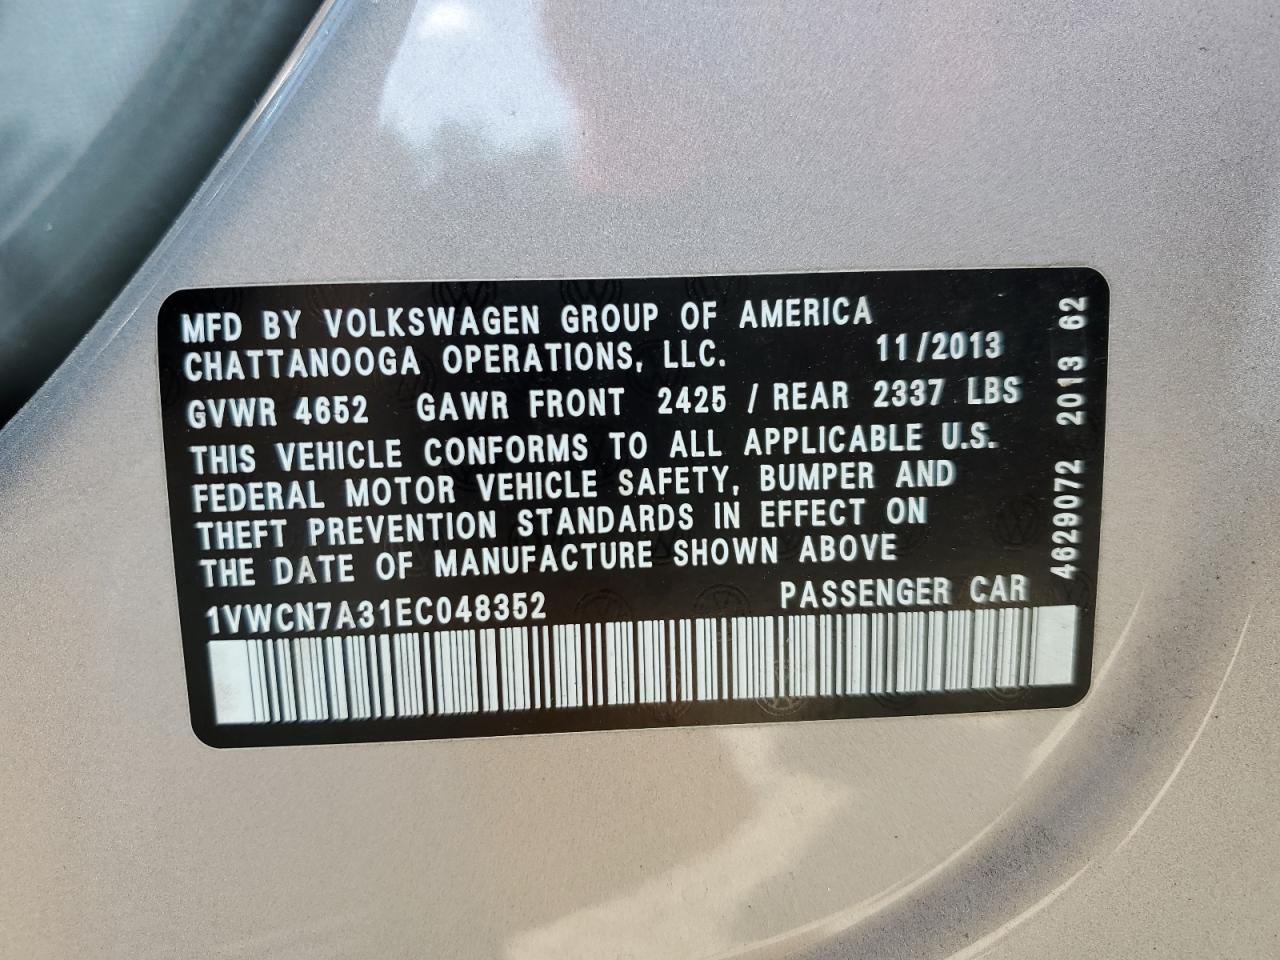 MFD BY VOLKSWAGEN GROUP OF AMERICA
CHATTANOOGA OPERATIONS, LLC. 11/2013
GVWR 4652 GAWR FRONT 2425 / REAR 2337 LBS
THIS VEHICLE CONFORMS TO ALL APPLICABLE U.S.
FEDERAL MOTOR VEHICLE SAFETY, BUMPER AND
THEFT PREVENTION STANDARDS IN EFFECT ON
THE DATE OF MANUFACTURE SHOWN ABOVE
1VWCN7A31EC048352 PASSENGER CAR
4629072 2013 62